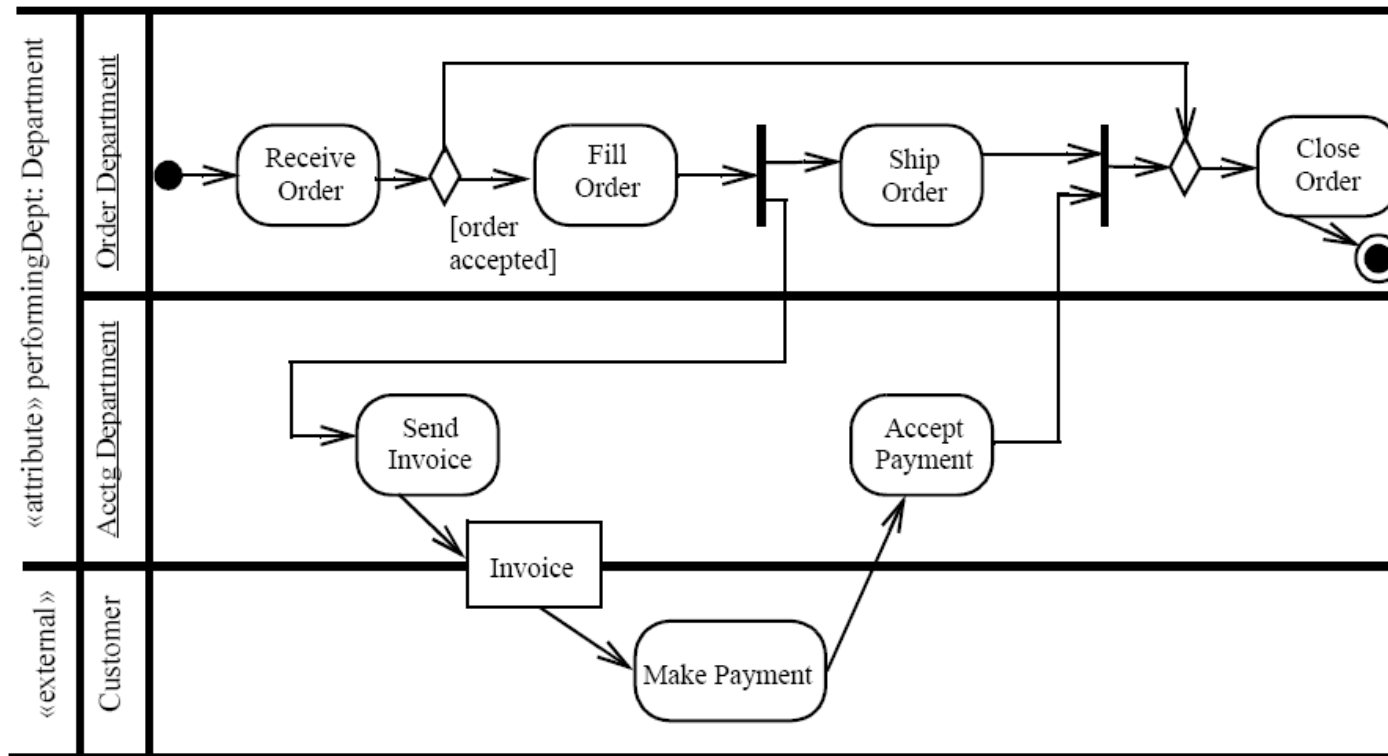 «attribute» performingDept: Department
Order Department
Receive
Order
[order
accepted]
Fill
Order
Ship
Order
Close
Order
Acctg Department
Send
Invoice
Accept
Payment
Invoice
«external»
Customer
Make Payment